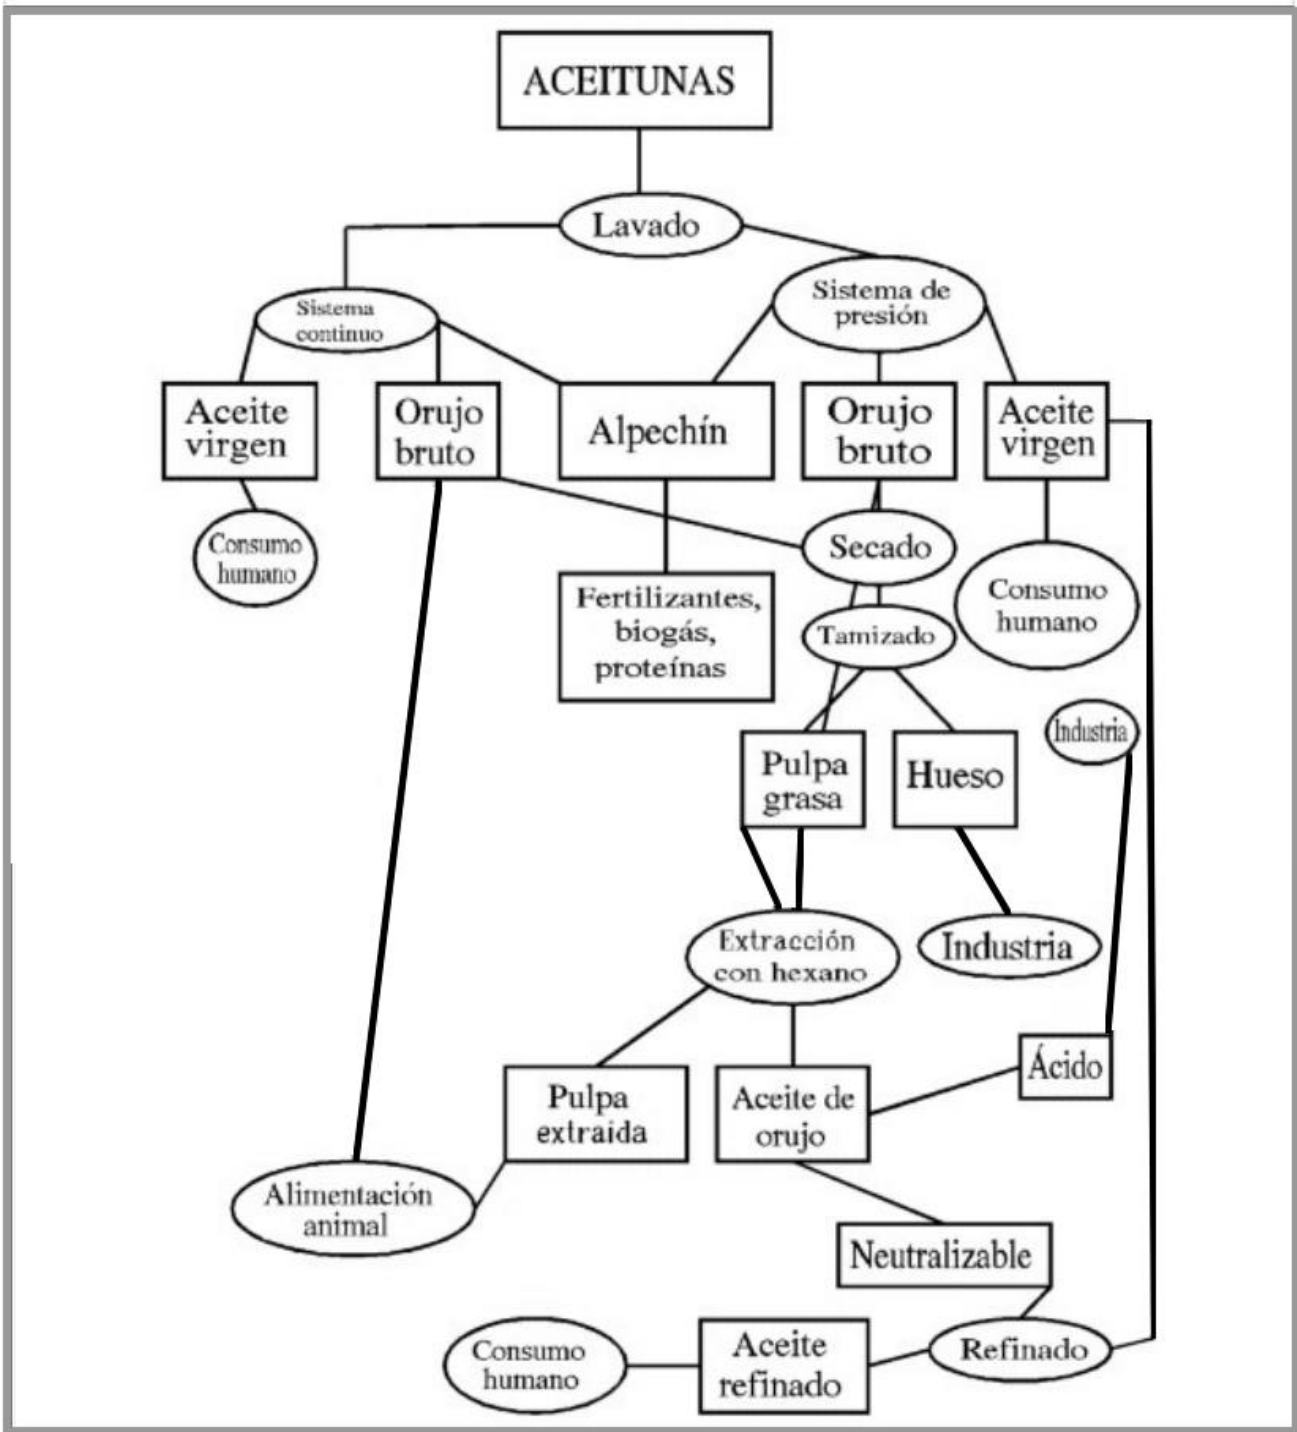 ACEITUNAS
Lavado
Sistema
continuo
Sistema de
presión
Aceite
virgen
Orujo
bruto
Alpechín
Orujo
bruto
Aceite
virgen
Consumo
humano
Secado
Fertilizantes,
biogás,
proteínas
Consumo
humano
Tamizado
Industria
Pulpa
grasa
Hueso
Extracción
con hexano
Industria
Ácido
Pulpa
extraida
Aceite de
orujo
Alimentación
animal
Neutralizable
Consumo
humano
Aceite
refinado
Refinado